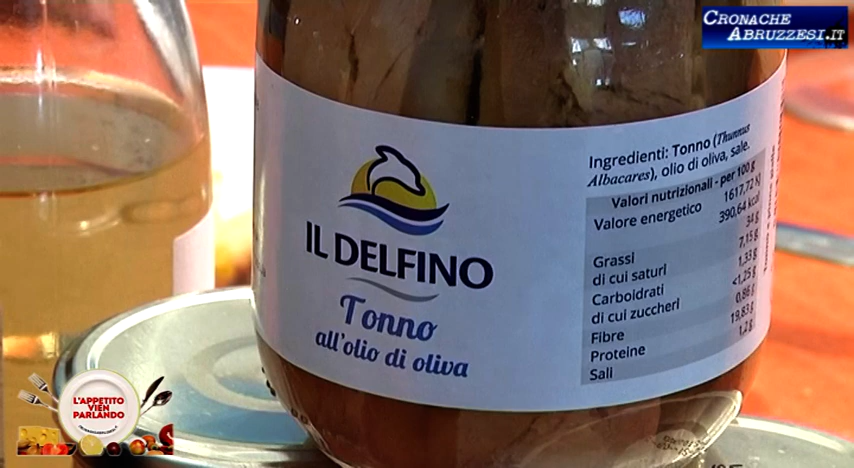 CRONACHE
ABRUZZESI.IT
IL DELFINO
Tonno
all'olio di oliva
Ingredienti: Tonno (Thunnus
Albacares), olio di oliva, sale.
Valori nutrizionali - per 100 g
Valore energetico 1617,72 KJ
390,64 kcal
Grassi 34 g
di cui saturi 7,15 g
Carboidrati 1,33 g
di cui zuccheri <1,25 g
Fibre 0,86 g
Proteine 19,83 g
Sali 1,2 g
L'APPETITO
VIEN
PARLANDO